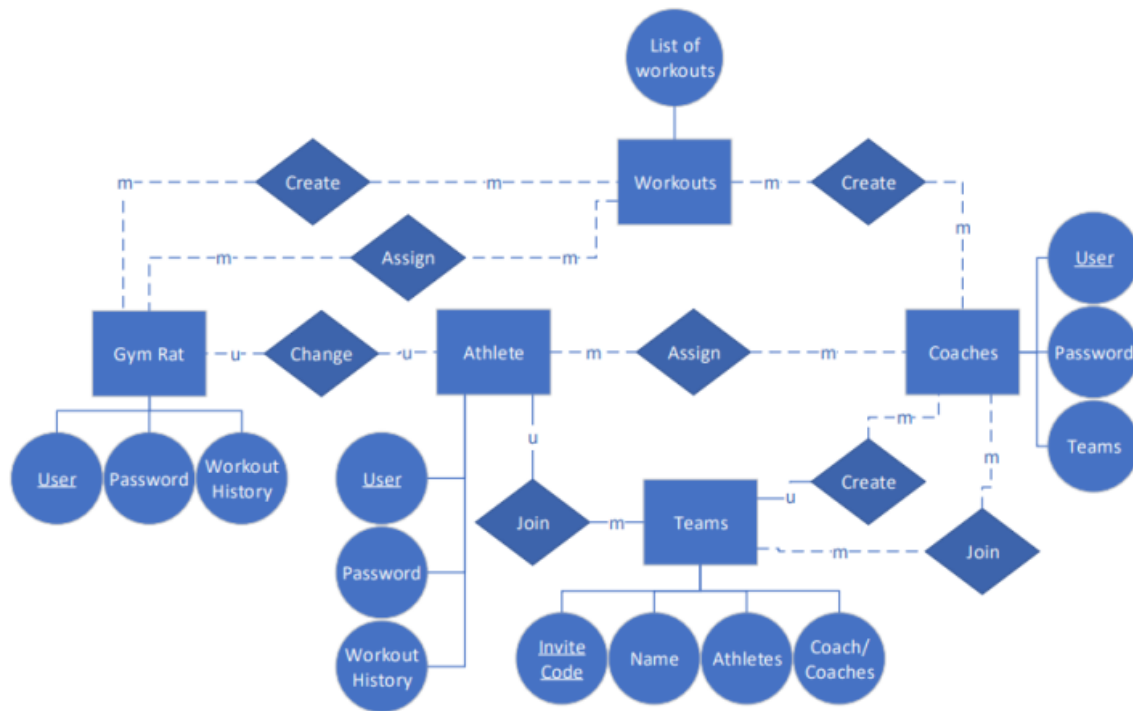 List of
workouts
m
Create
m
Workouts
m
Create
m
m
Assign
m
User
Gym Rat
u
Change
u
Athlete
m
Assign
m
Coaches
Password
u
m
m
Teams
User
Password
Workout
History
User
Join
m
Teams
u
Create
m
Join
Password
Workout
History
Invite
Code
Name
Athletes
Coach/
Coaches